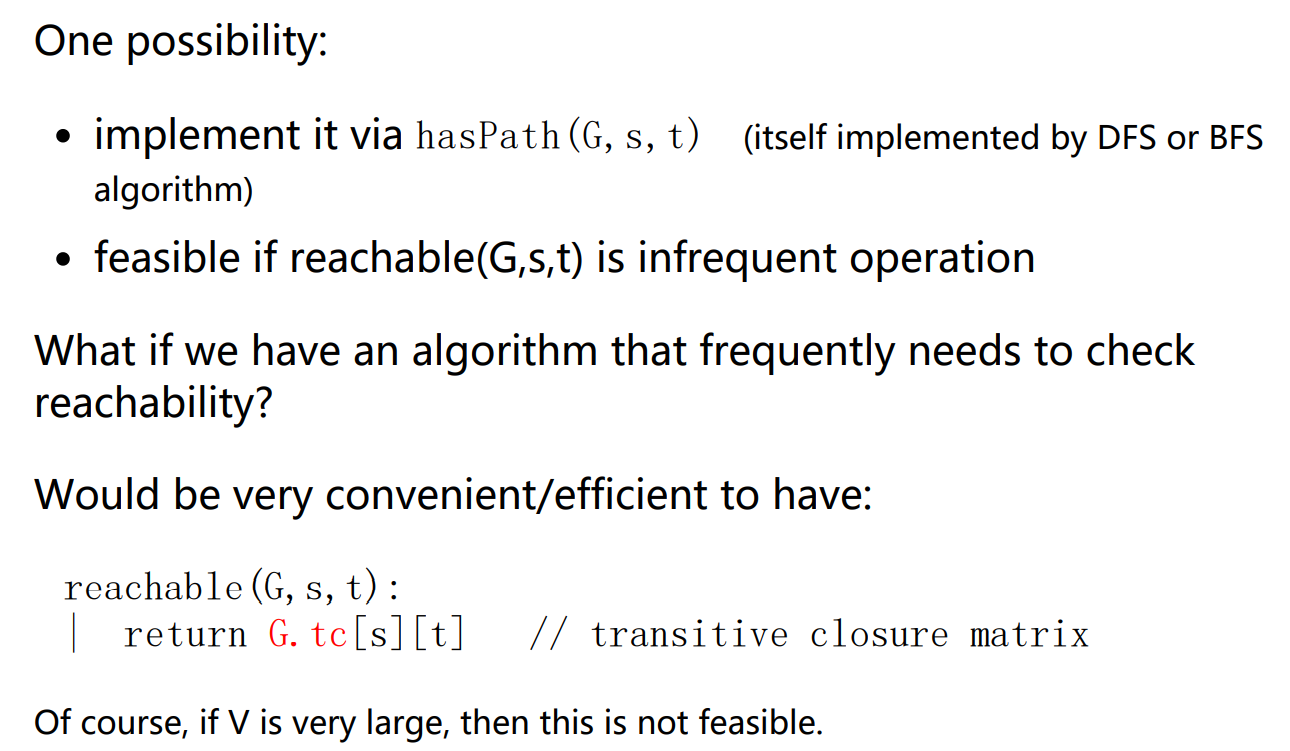 One possibility:
• implement it via hasPath(G, s, t) (itself implemented by DFS or BFS
algorithm)
• feasible if reachable(G,s,t) is infrequent operation
What if we have an algorithm that frequently needs to check
reachability?
Would be very convenient/efficient to have:
reachable(G, s, t):
| return G.tc[s][t] // transitive closure matrix
Of course, if V is very large, then this is not feasible.